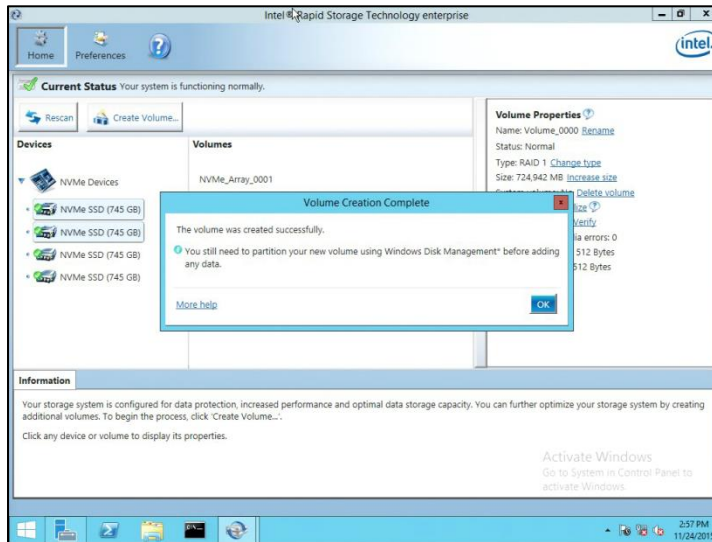 Intel® Rapid Storage Technology enterprise
Home
Preferences
intel
Current Status Your system is functioning normally.
Rescan
Create Volume...
Devices
NVMe Devices
NVMe SSD (745 GB)
NVMe SSD (745 GB)
NVMe SSD (745 GB)
NVMe SSD (745 GB)
Volumes
NVMe_Array_0001
Volume Properties
Name: Volume_0000 Rename
Status: Normal
Type: RAID 1 Change type
Size: 724,942 MB Increase size
Delete volume
Verify
errors: 0
512 Bytes
512 Bytes
Volume Creation Complete
The volume was created successfully.
You still need to partition your new volume using Windows Disk Management* before adding
any data.
More help
OK
Information
Your storage system is configured for data protection, increased performance and optimal data storage capacity. You can further optimize your storage system by creating
additional volumes. To begin the process, click 'Create Volume...'.
Click any device or volume to display its properties.
Activate Windows
Go to System in Control Panel to
activate Windows.
2:57 PM